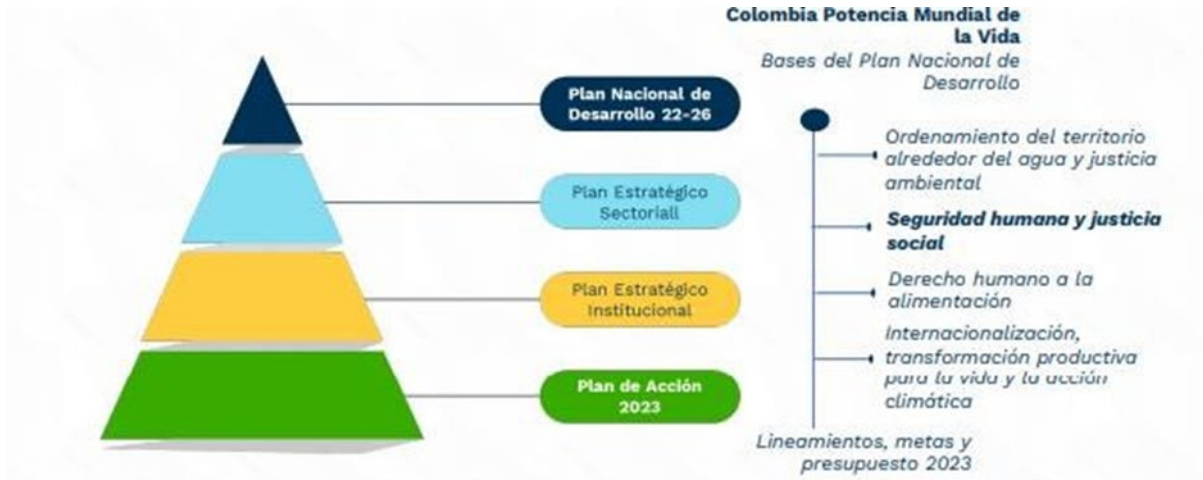 Plan Nacional de
Desarrollo 22-26
Plan Estratégico
Sectoriall
Plan Estratégico
Institucional
Plan de Acción
2023
Colombia Potencia Mundial de
la Vida
Bases del Plan Nacional de
Desarrollo
Ordenamiento del territorio
alrededor del agua y justicia
ambiental
Seguridad humana y justicia
social
Derecho humano a la
alimentación
Internacionalización,
transformación productiva
para la vida y la acción
climática
Lineamientos, metas y
presupuesto 2023